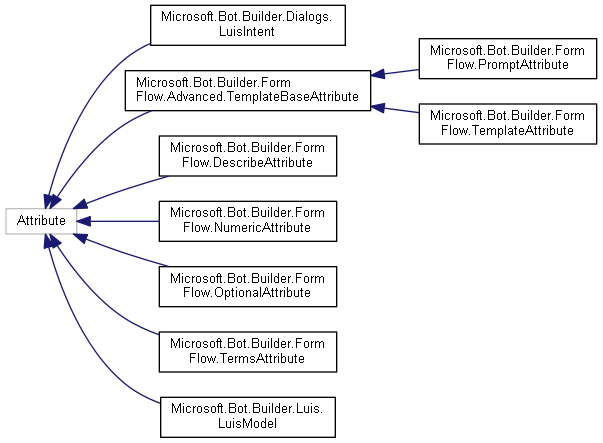 Microsoft.Bot.Builder.Dialogs.
LuisIntent
Microsoft.Bot.Builder.Form
Flow.PromptAttribute
Microsoft.Bot.Builder.Form
Flow.Advanced.TemplateBaseAttribute
Microsoft.Bot.Builder.Form
Flow.TemplateAttribute
Microsoft.Bot.Builder.Form
Flow.DescribeAttribute
Attribute
Microsoft.Bot.Builder.Form
Flow.NumericAttribute
Microsoft.Bot.Builder.Form
Flow.OptionalAttribute
Microsoft.Bot.Builder.Form
Flow.TermsAttribute
Microsoft.Bot.Builder.Luis.
LuisModel